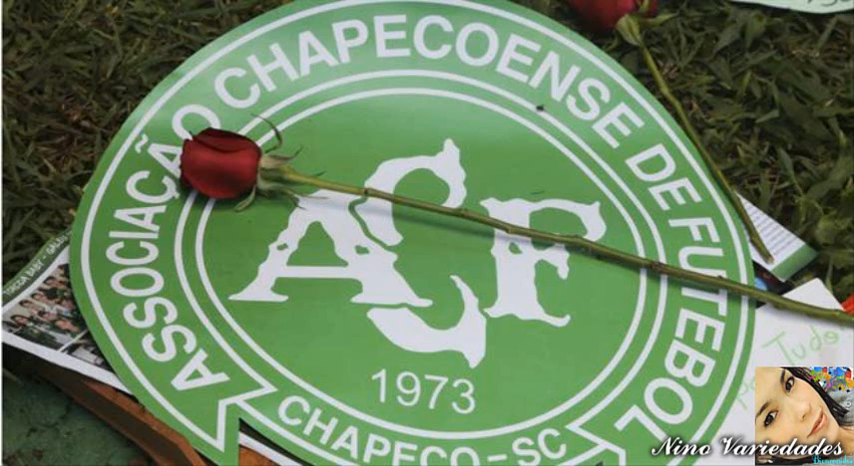 ASSOCIAÇÃO CHAPECOENSE DE FUTEBOL
ACF
1973
CHAPECO - SC
Tudo
Nino Variedades